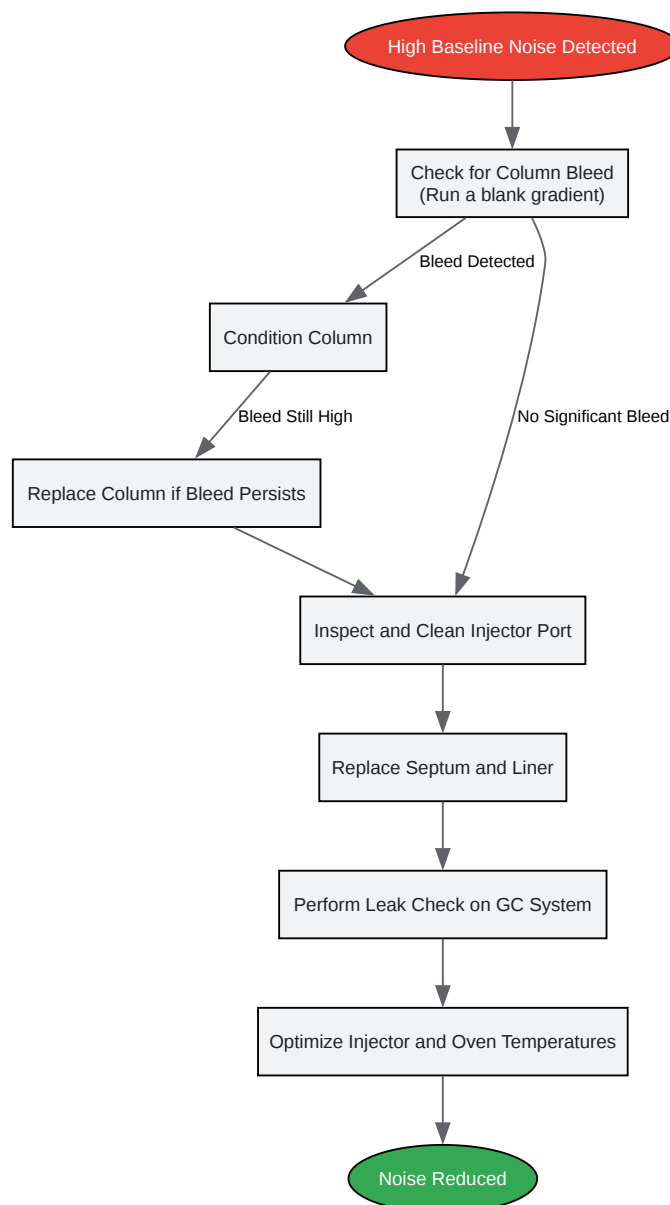 High Baseline Noise Detected
Check for Column Bleed
(Run a blank gradient)
Bleed Detected
Condition Column
Bleed Still High
No Significant Bleed
Replace Column if Bleed Persists
Inspect and Clean Injector Port
Replace Septum and Liner
Perform Leak Check on GC System
Optimize Injector and Oven Temperatures
Noise Reduced